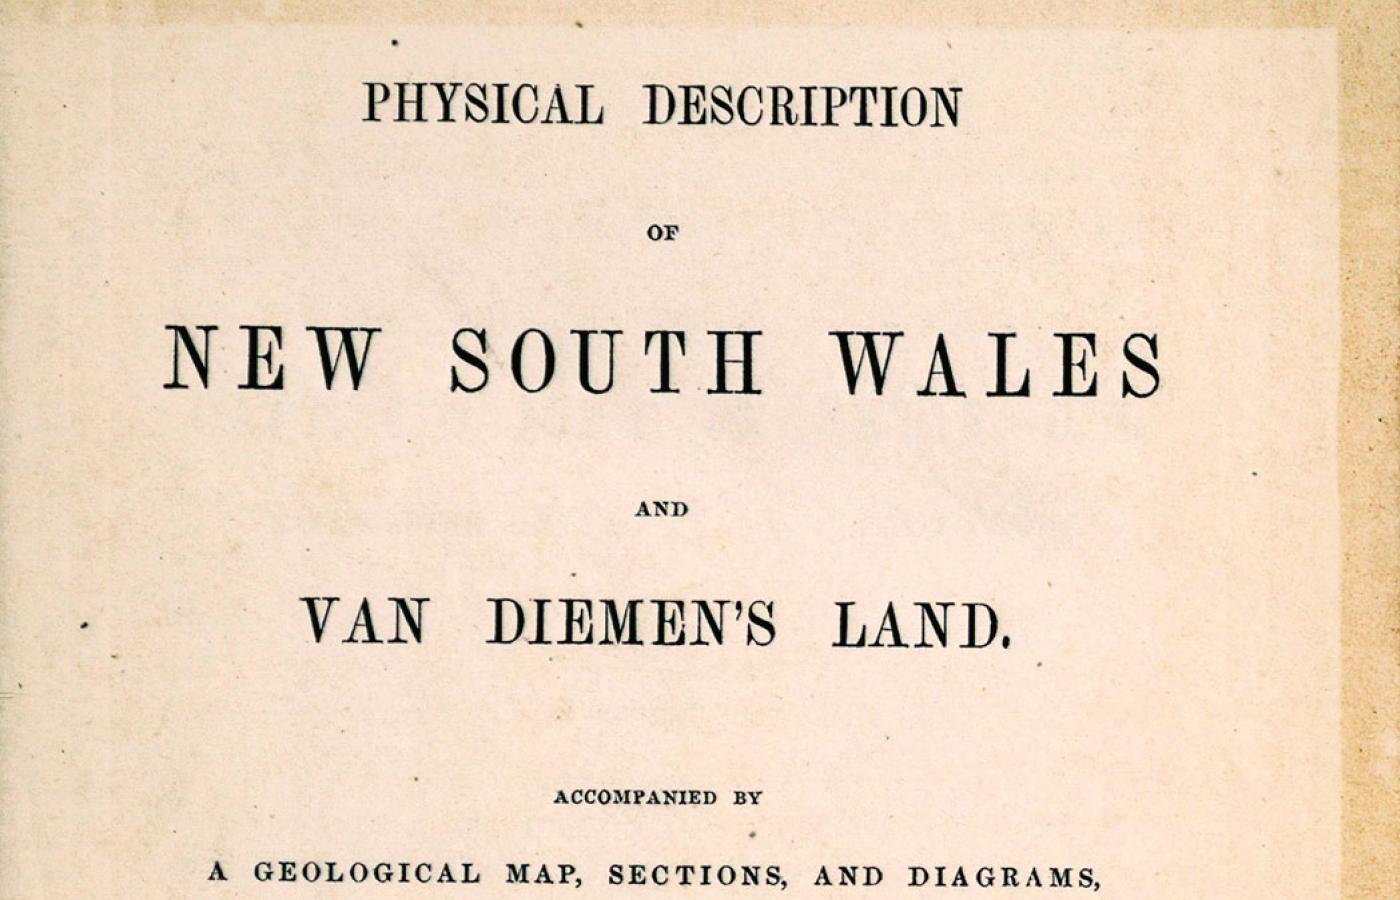 PHYSICAL DESCRIPTION
OF
NEW SOUTH WALES
AND
VAN DIEMEN'S LAND.
ACCOMPANIED BY
A GEOLOGICAL MAP, SECTIONS, AND DIAGRAMS,